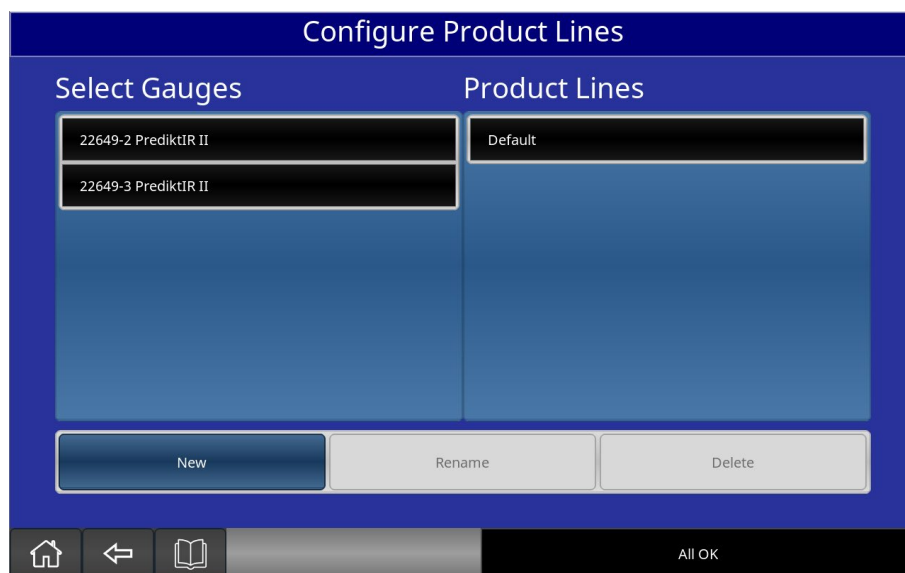 Configure Product Lines
Select Gauges
Product Lines
22649-2 PrediktIR II
Default
22649-3 PrediktIR II
New
Rename
Delete
All OK